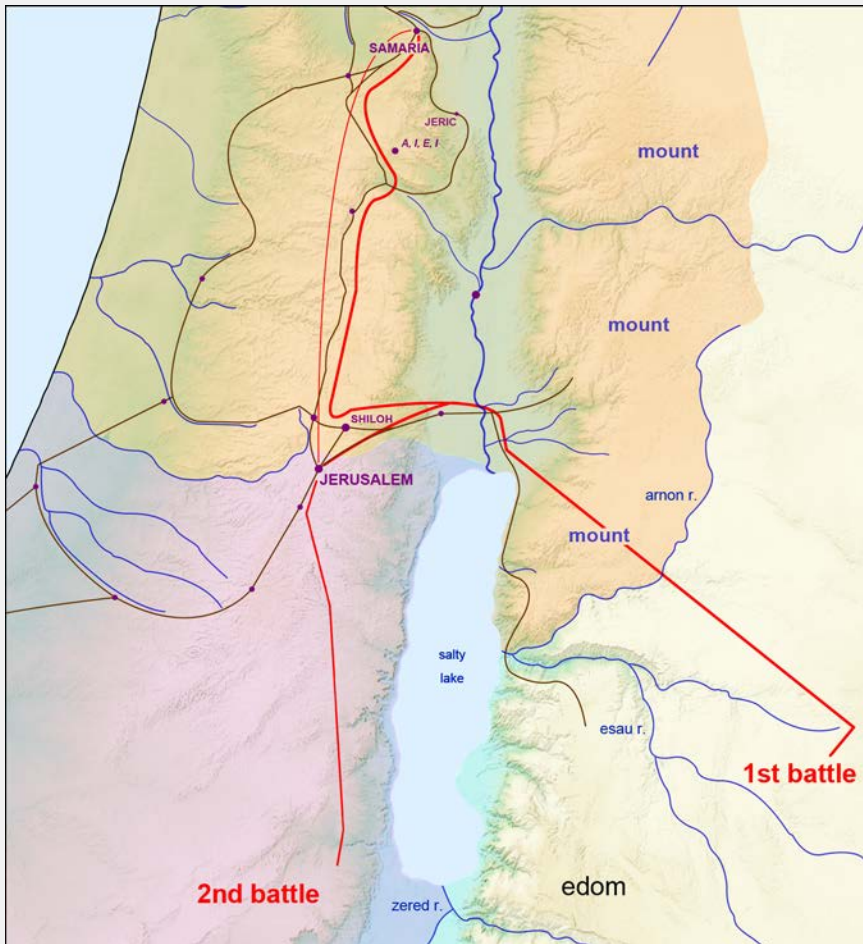 SAMARIA
JERIC
A, I, E, I
mount
mount
SHILOH
JERUSALEM
arnon r.
mount
salty
lake
esau r.
1st battle
2nd battle
edom
zered r.